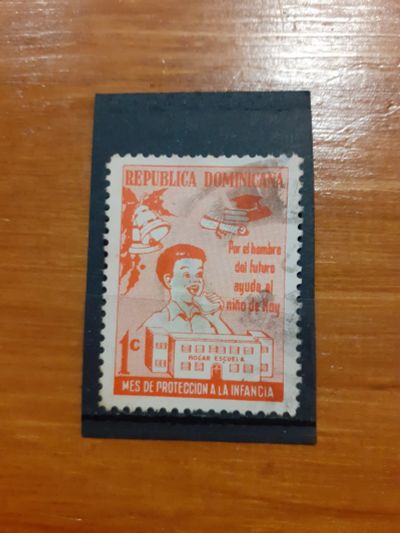 REPUBLICA DOMINICANA
Por el hombre
del futuro
ayude al
niño de Hoy
1c
HOGAR ESCUELA
MES DE PROTECCION A LA INFANCIA